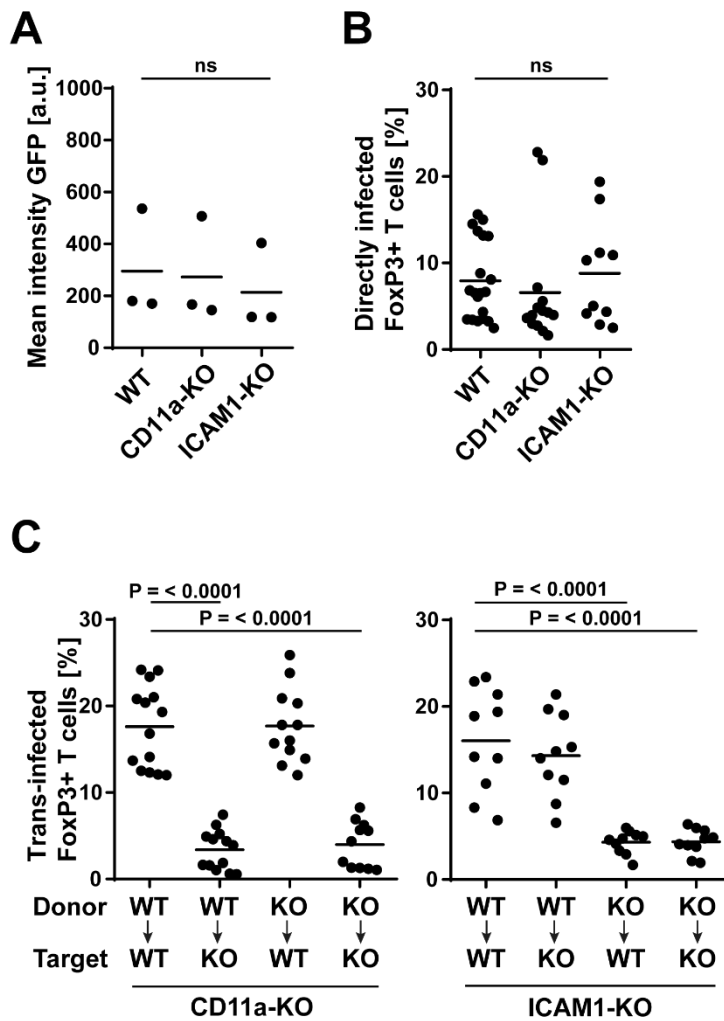 A
ns
Mean intensity GFP [a.u.]
1000
800
600
400
200
0
WT
CD11a-KO
ICAM1-KO
B
ns
Directly infected
FoxP3+ T cells [%]
30
20
10
0
WT
CD11a-KO
ICAM1-KO
C
P = < 0.0001
P = < 0.0001
Trans-infected
FoxP3+ T cells [%]
30
20
10
0
P = < 0.0001
P = < 0.0001
30
20
10
0
Donor WT WT KO KO WT WT KO KO
Target WT KO WT KO WT KO WT KO
CD11a-KO ICAM1-KO